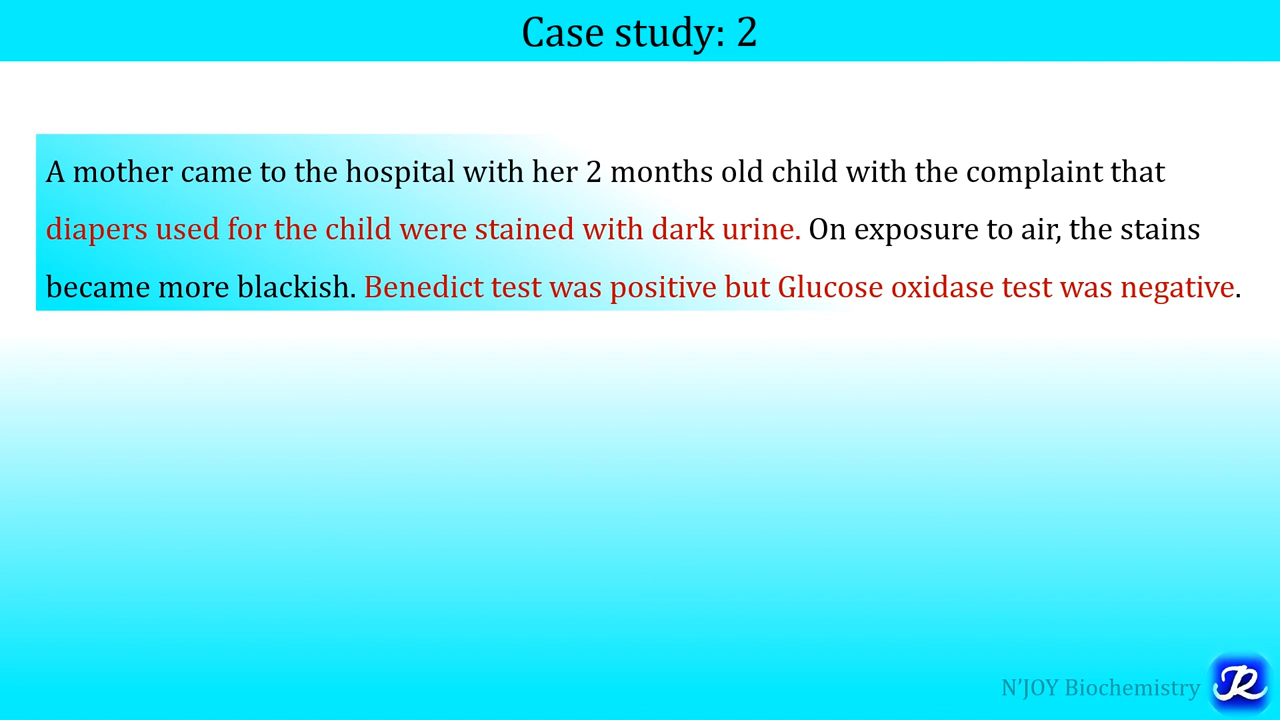 Case study: 2
A mother came to the hospital with her 2 months old child with the complaint that
diapers used for the child were stained with dark urine. On exposure to air, the stains
became more blackish. Benedict test was positive but Glucose oxidase test was negative.
N’JOY Biochemistry
JR